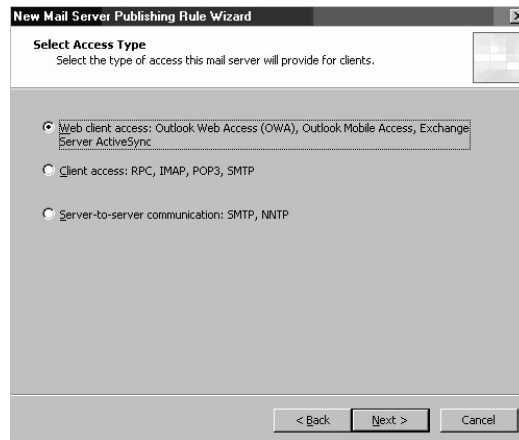 New Mail Server Publishing Rule Wizard
Select Access Type
Select the type of access this mail server will provide for clients.
Web client access: Outlook Web Access (OWA), Outlook Mobile Access, Exchange
Server ActiveSync
Client access: RPC, IMAP, POP3, SMTP
Server-to-server communication: SMTP, NNTP
< Back Next > Cancel